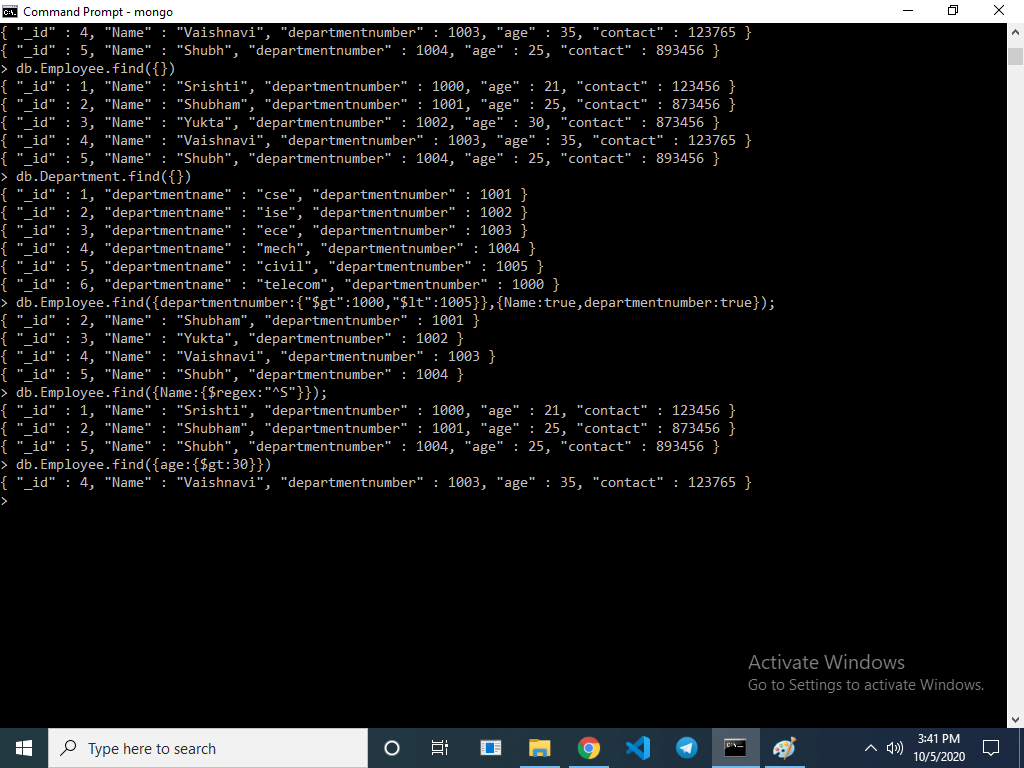 Command Prompt - mongo
{ "_id" : 4, "Name" : "Vaishnavi", "departmentnumber" : 1003, "age" : 35, "contact" : 123765 }
{ "_id" : 5, "Name" : "Shubh", "departmentnumber" : 1004, "age" : 25, "contact" : 893456 }
> db.Employee.find({})
{ "_id" : 1, "Name" : "Srishti", "departmentnumber" : 1000, "age" : 21, "contact" : 123456 }
{ "_id" : 2, "Name" : "Shubham", "departmentnumber" : 1001, "age" : 25, "contact" : 873456 }
{ "_id" : 3, "Name" : "Yukta", "departmentnumber" : 1002, "age" : 30, "contact" : 873456 }
{ "_id" : 4, "Name" : "Vaishnavi", "departmentnumber" : 1003, "age" : 35, "contact" : 123765 }
{ "_id" : 5, "Name" : "Shubh", "departmentnumber" : 1004, "age" : 25, "contact" : 893456 }
> db.Department.find({})
{ "_id" : 1, "departmentname" : "cse", "departmentnumber" : 1001 }
{ "_id" : 2, "departmentname" : "ise", "departmentnumber" : 1002 }
{ "_id" : 3, "departmentname" : "ece", "departmentnumber" : 1003 }
{ "_id" : 4, "departmentname" : "mech", "departmentnumber" : 1004 }
{ "_id" : 5, "departmentname" : "civil", "departmentnumber" : 1005 }
{ "_id" : 6, "departmentname" : "telecom", "departmentnumber" : 1000 }
> db.Employee.find({departmentnumber:{"$gt":1000,"$lt":1005}},{Name:true,departmentnumber:true});
{ "_id" : 2, "Name" : "Shubham", "departmentnumber" : 1001 }
{ "_id" : 3, "Name" : "Yukta", "departmentnumber" : 1002 }
{ "_id" : 4, "Name" : "Vaishnavi", "departmentnumber" : 1003 }
{ "_id" : 5, "Name" : "Shubh", "departmentnumber" : 1004 }
> db.Employee.find({Name:{$regex:"^S"}});
{ "_id" : 1, "Name" : "Srishti", "departmentnumber" : 1000, "age" : 21, "contact" : 123456 }
{ "_id" : 2, "Name" : "Shubham", "departmentnumber" : 1001, "age" : 25, "contact" : 873456 }
{ "_id" : 5, "Name" : "Shubh", "departmentnumber" : 1004, "age" : 25, "contact" : 893456 }
> db.Employee.find({age:{$gt:30}})
{ "_id" : 4, "Name" : "Vaishnavi", "departmentnumber" : 1003, "age" : 35, "contact" : 123765 }
>
Activate Windows
Go to Settings to activate Windows.
Type here to search
3:41 PM
10/5/2020